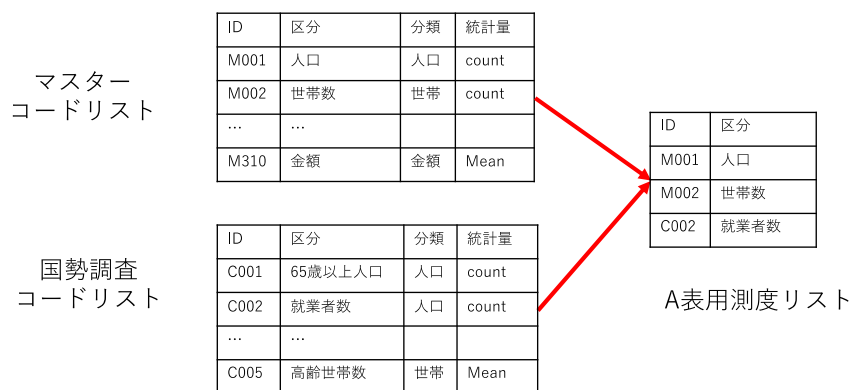 マスター
コードリスト
ID 区分 分類 統計量
M001 人口 人口 count
M002 世帯数 世帯 count
… …
M310 金額 金額 Mean
国勢調査
コードリスト
ID 区分 分類 統計量
C001 65歳以上人口 人口 count
C002 就業者数 人口 count
… …
C005 高齢世帯数 世帯 Mean
ID 区分
M001 人口
M002 世帯数
C002 就業者数
A表用測度リスト